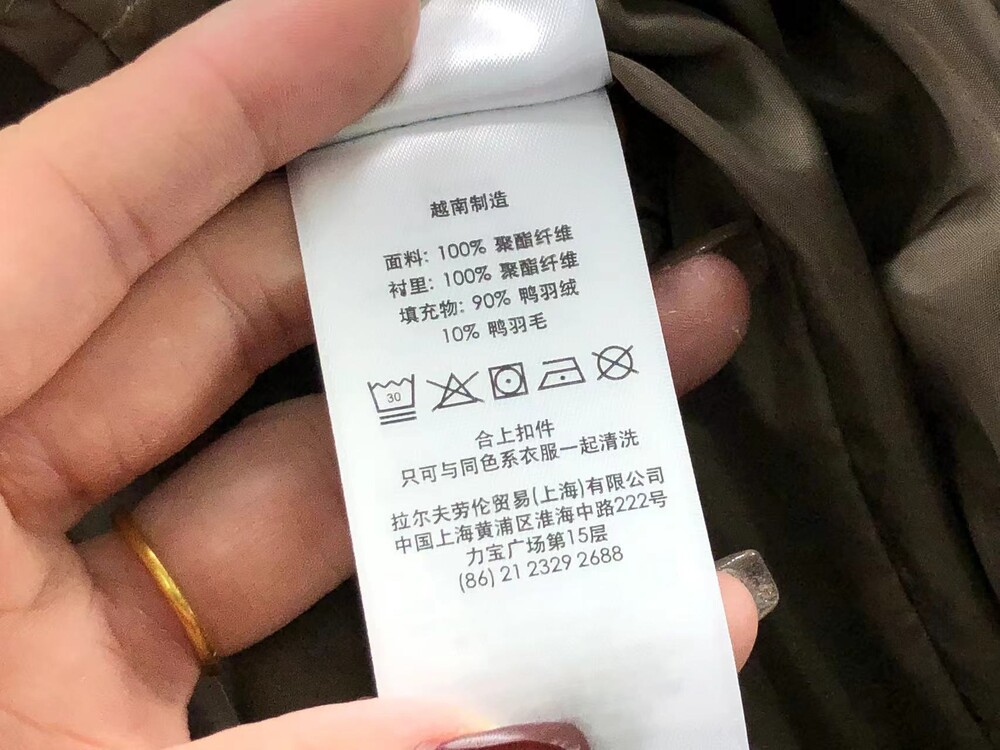 越南制造
面料: 100% 聚酯纤维
衬里: 100% 聚酯纤维
填充物: 90% 鸭羽绒
10% 鸭羽毛
30
合上扣件
只可与同色系衣服一起清洗
拉尔夫劳伦贸易(上海)有限公司
中国上海黄浦区淮海中路222号
力宝广场第15层
(86) 21 2329 2688